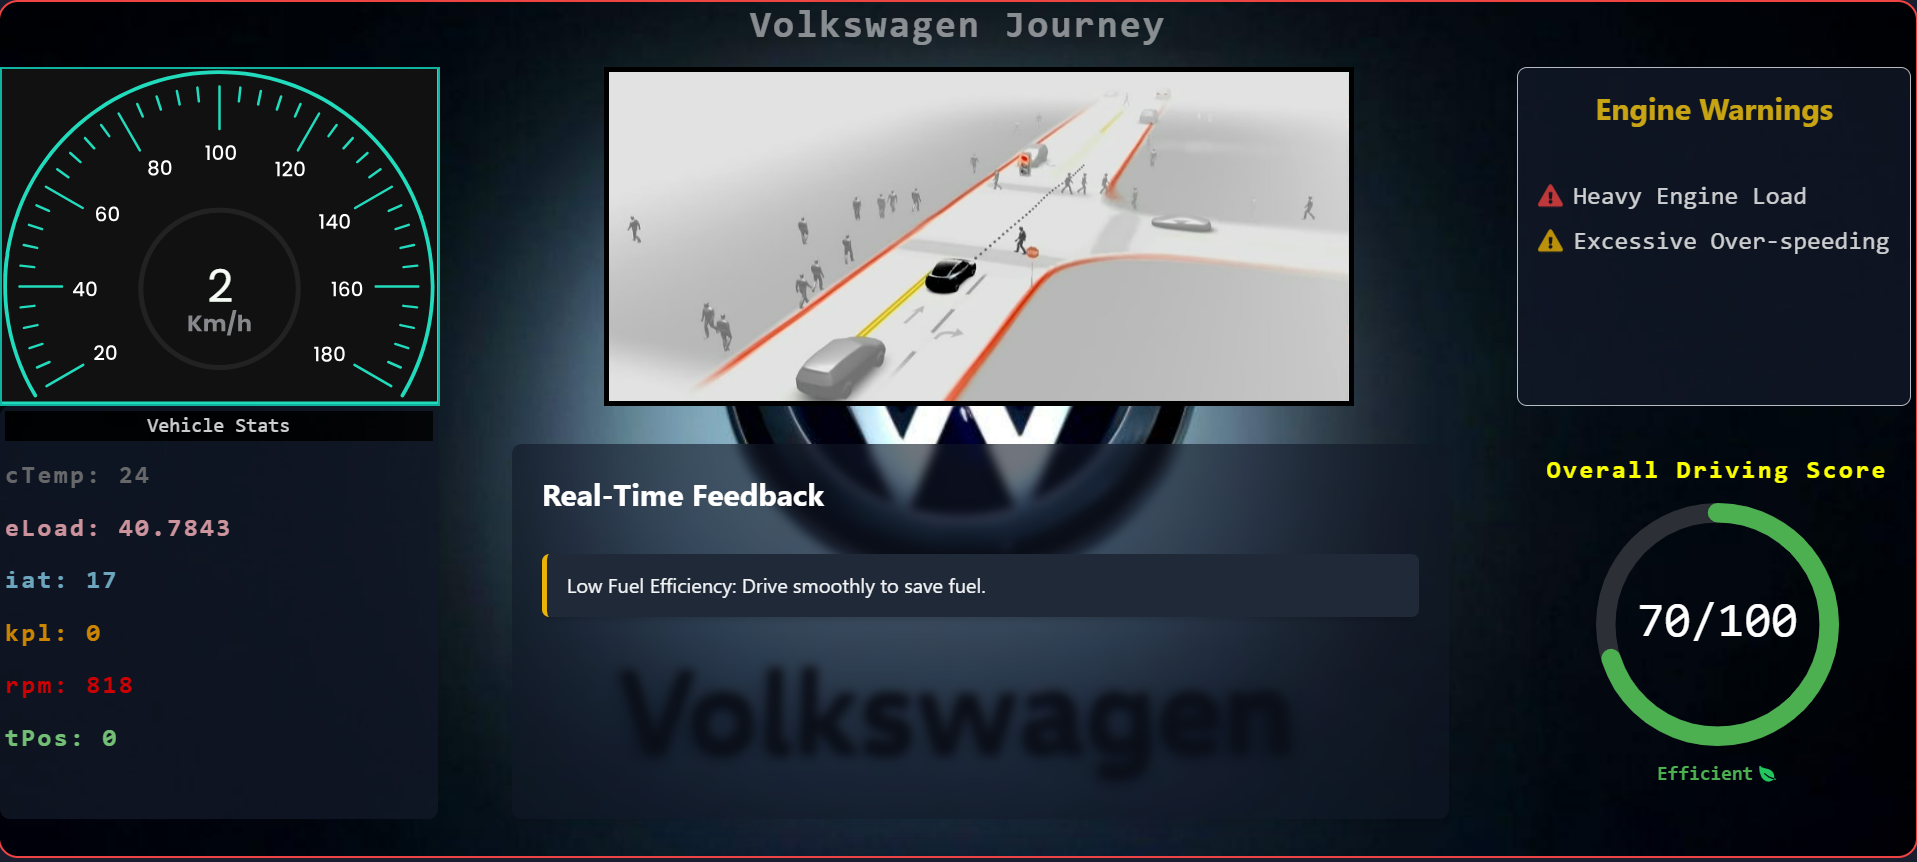 Volkswagen Journey
20
40
60
80
100
120
140
160
180
2
Km/h
Vehicle Stats
cTemp: 24
eLoad: 40.7843
iat: 17
kpl: 0
rpm: 818
tPos: 0
Real-Time Feedback
Low Fuel Efficiency: Drive smoothly to save fuel.
Volkswagen
Engine Warnings
Heavy Engine Load
Excessive Over-speeding
Overall Driving Score
70/100
Efficient